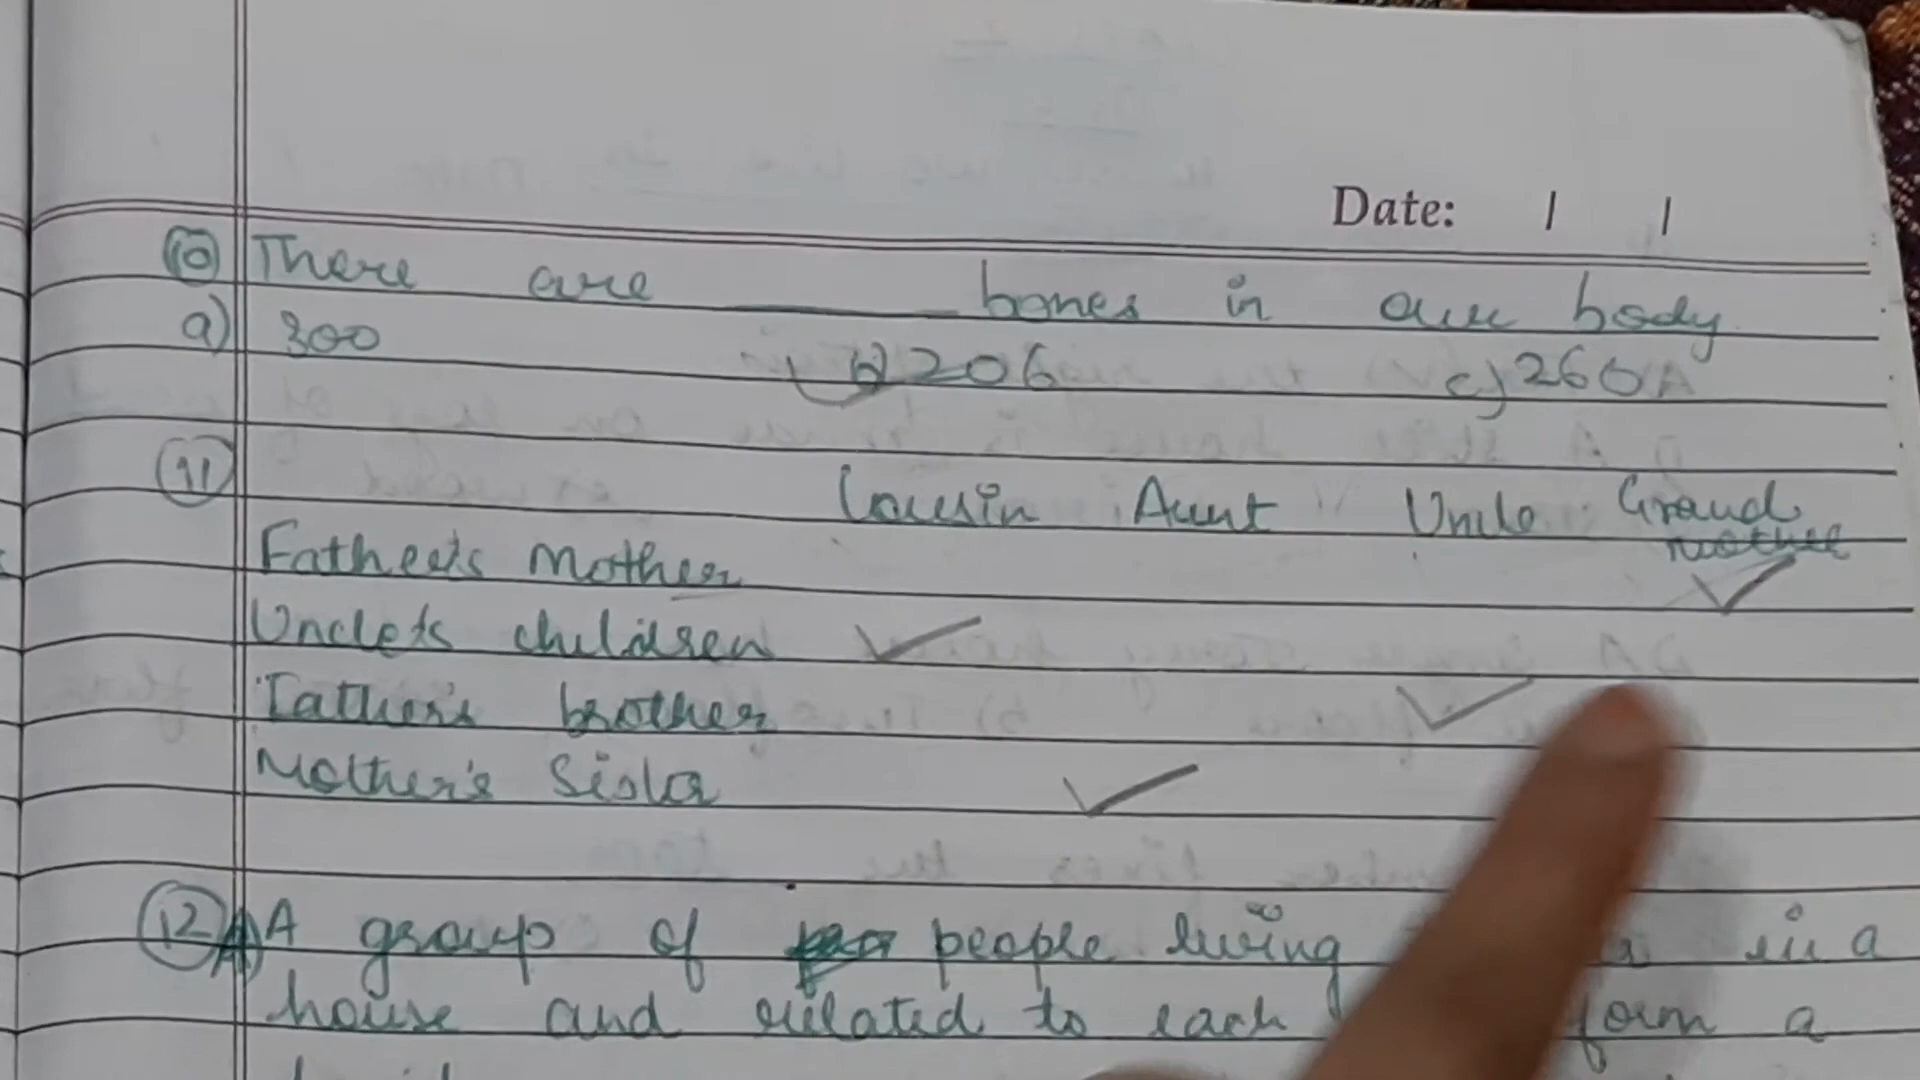 Date: / /
10 There are ______ bones in our body
a) 300 b) 206 c) 260
11
Cousin Aunt Uncle Grand
mother
Father's Mother ✓
Uncle's children ✓
Father's brother ✓
Mother's Sister ✓
12 A) A group of people living in a
house and related to each form a